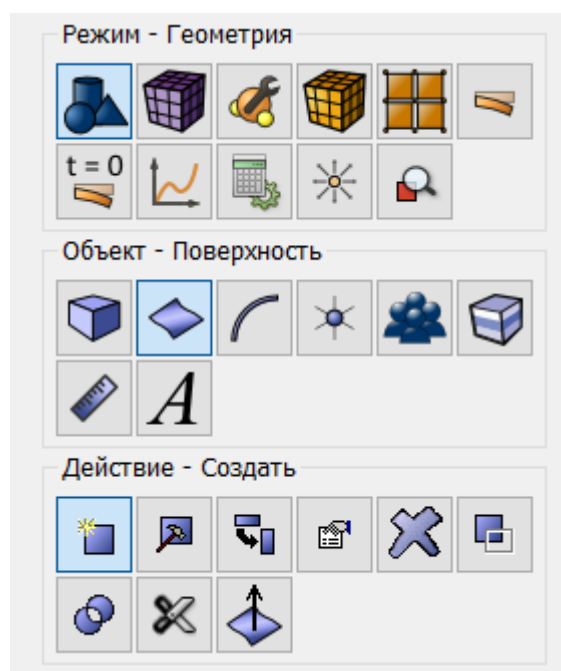 Режим - Геометрия
t = 0
Объект - Поверхность
A
Действие - Создать